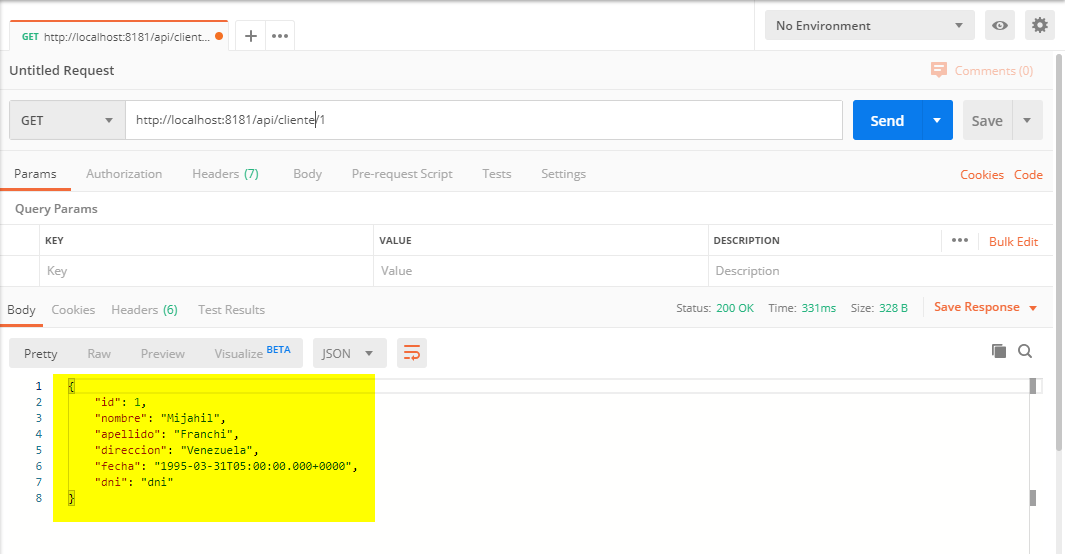 GET http://localhost:8181/api/client... + ••• No Environment
Untitled Request Comments (0)
GET http://localhost:8181/api/cliente/1 Send Save
Params Authorization Headers (7) Body Pre-request Script Tests Settings Cookies Code
Query Params
KEY VALUE DESCRIPTION ••• Bulk Edit
Key Value Description
Body Cookies Headers (6) Test Results Status: 200 OK Time: 331ms Size: 328 B Save Response
Pretty Raw Preview Visualize BETA JSON
1 {
2 "id": 1,
3 "nombre": "Mijahil",
4 "apellido": "Franchi",
5 "direccion": "Venezuela",
6 "fecha": "1995-03-31T05:00:00.000+0000",
7 "dni": "dni"
8 }